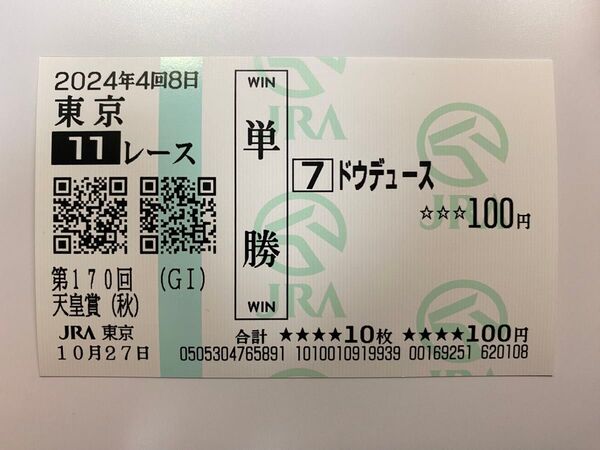 2024年4回8日
東京
11レース
第170回 (GI)
天皇賞(秋)
JRA 東京
10月27日
WIN
単勝
WIN
7 ドウデュース
☆☆☆100円
合計 ★★★★10枚 ★★★★100円
0505304765891 1010010919939 00169251 620108
JRA
JRA
JRA
JRA